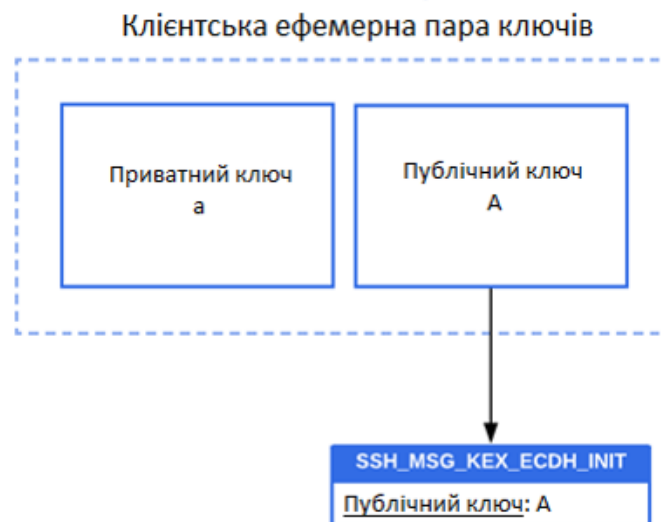 Клієнтська ефемерна пара ключів
Приватний ключ
а
Публічний ключ
А
SSH_MSG_KEX_ECDH_INIT
Публічний ключ: А